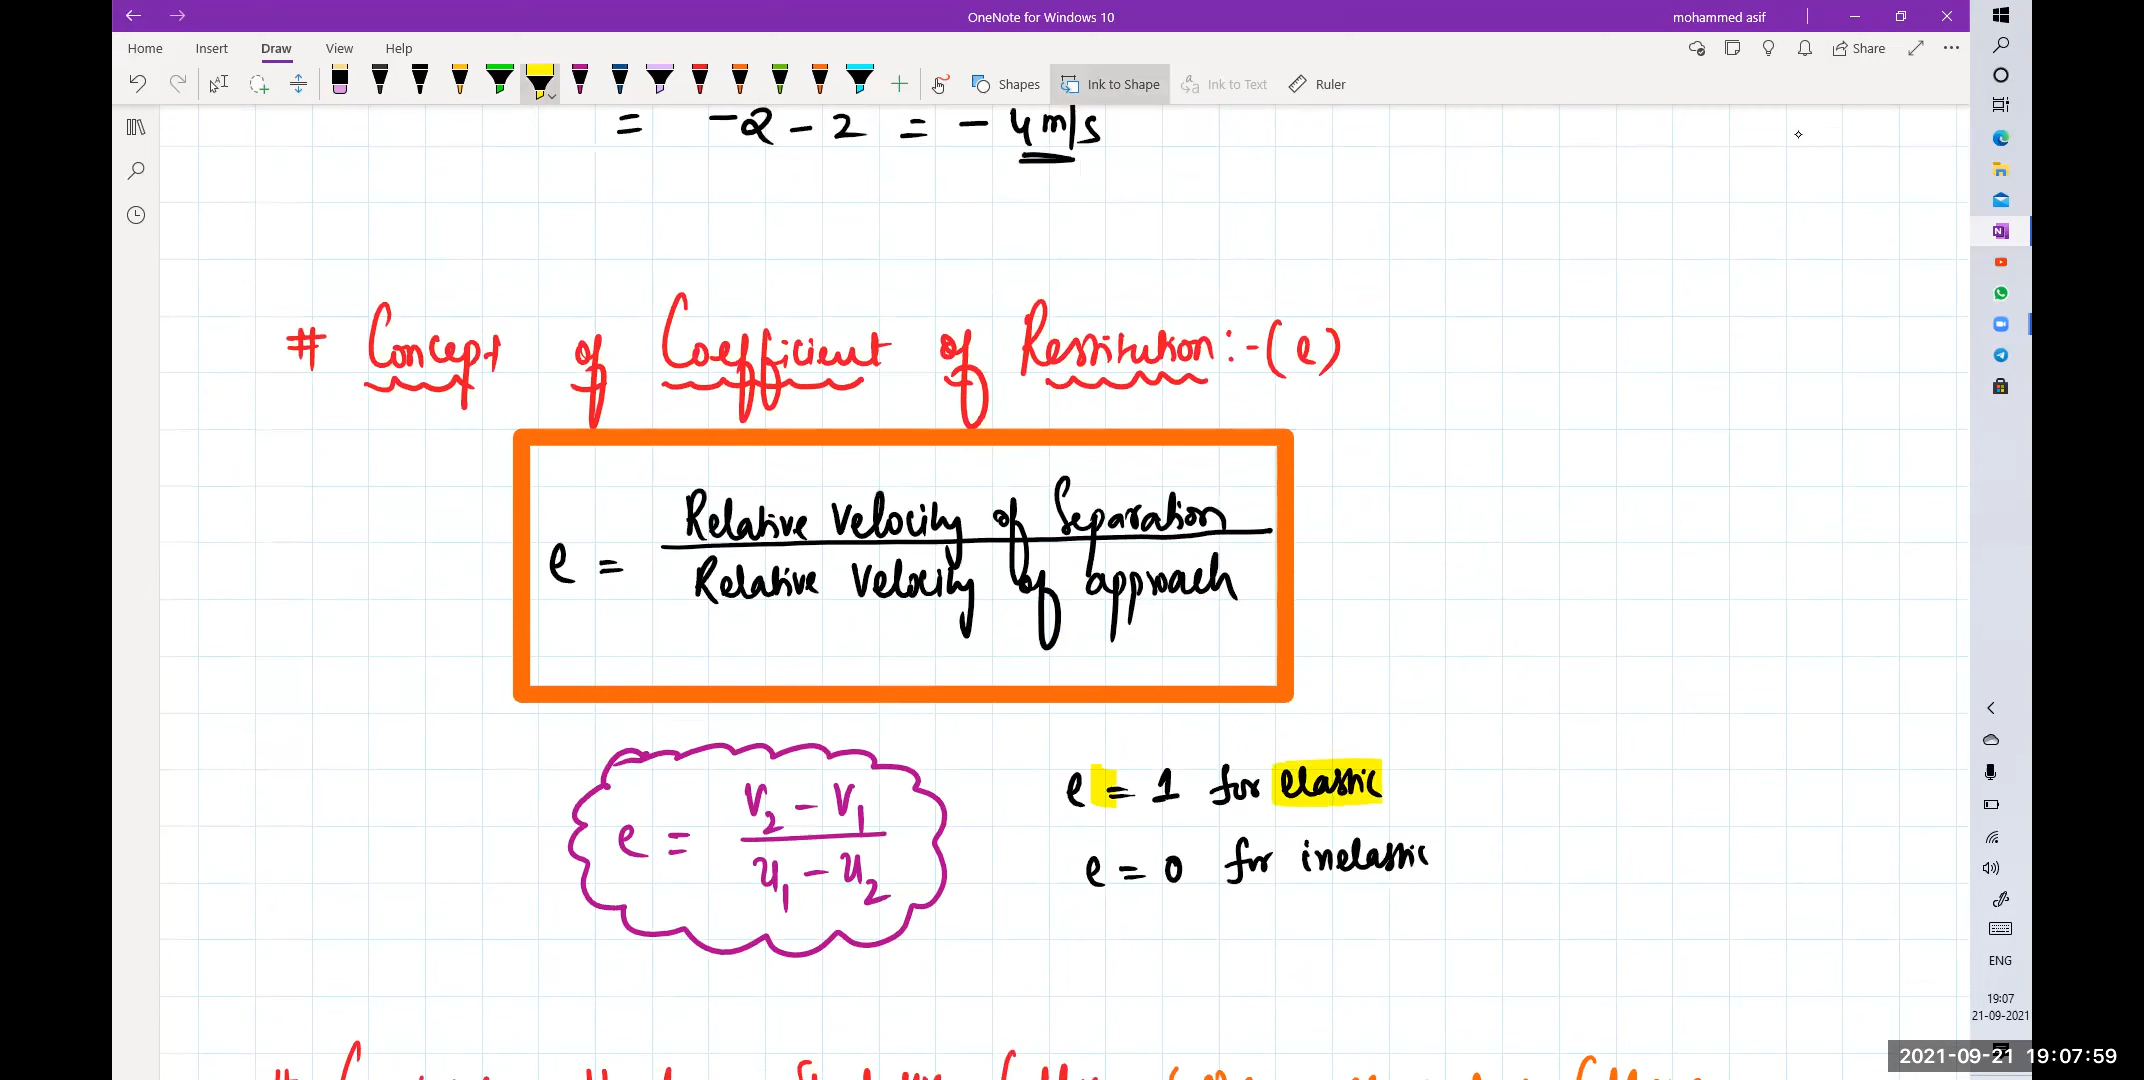 OneNote for Windows 10
mohammed asif
Home Insert Draw View Help
Share
Shapes Ink to Shape Ink to Text Ruler
= -2 - 2 = - 4 m/s
# Concept of Coefficient of Restitution :- (e)
e = Relative Velocity of Separation
Relative Velocity of approach
e = V2 - V1
u1 - u2
e = 1 for elastic
e = 0 for inelastic
ENG
19:07
21-09-2021
2021-09-21 19:07:59